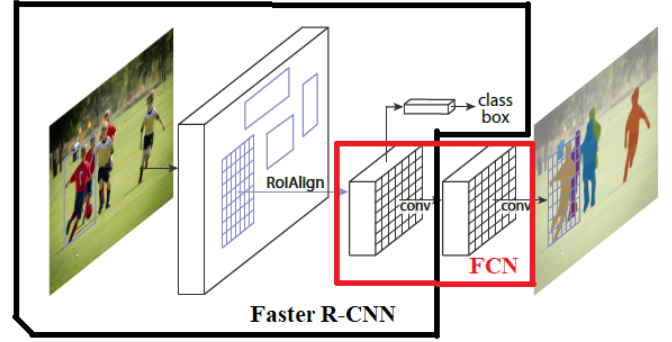 class
box
RoIAlign
conv
conv
FCN
Faster R-CNN